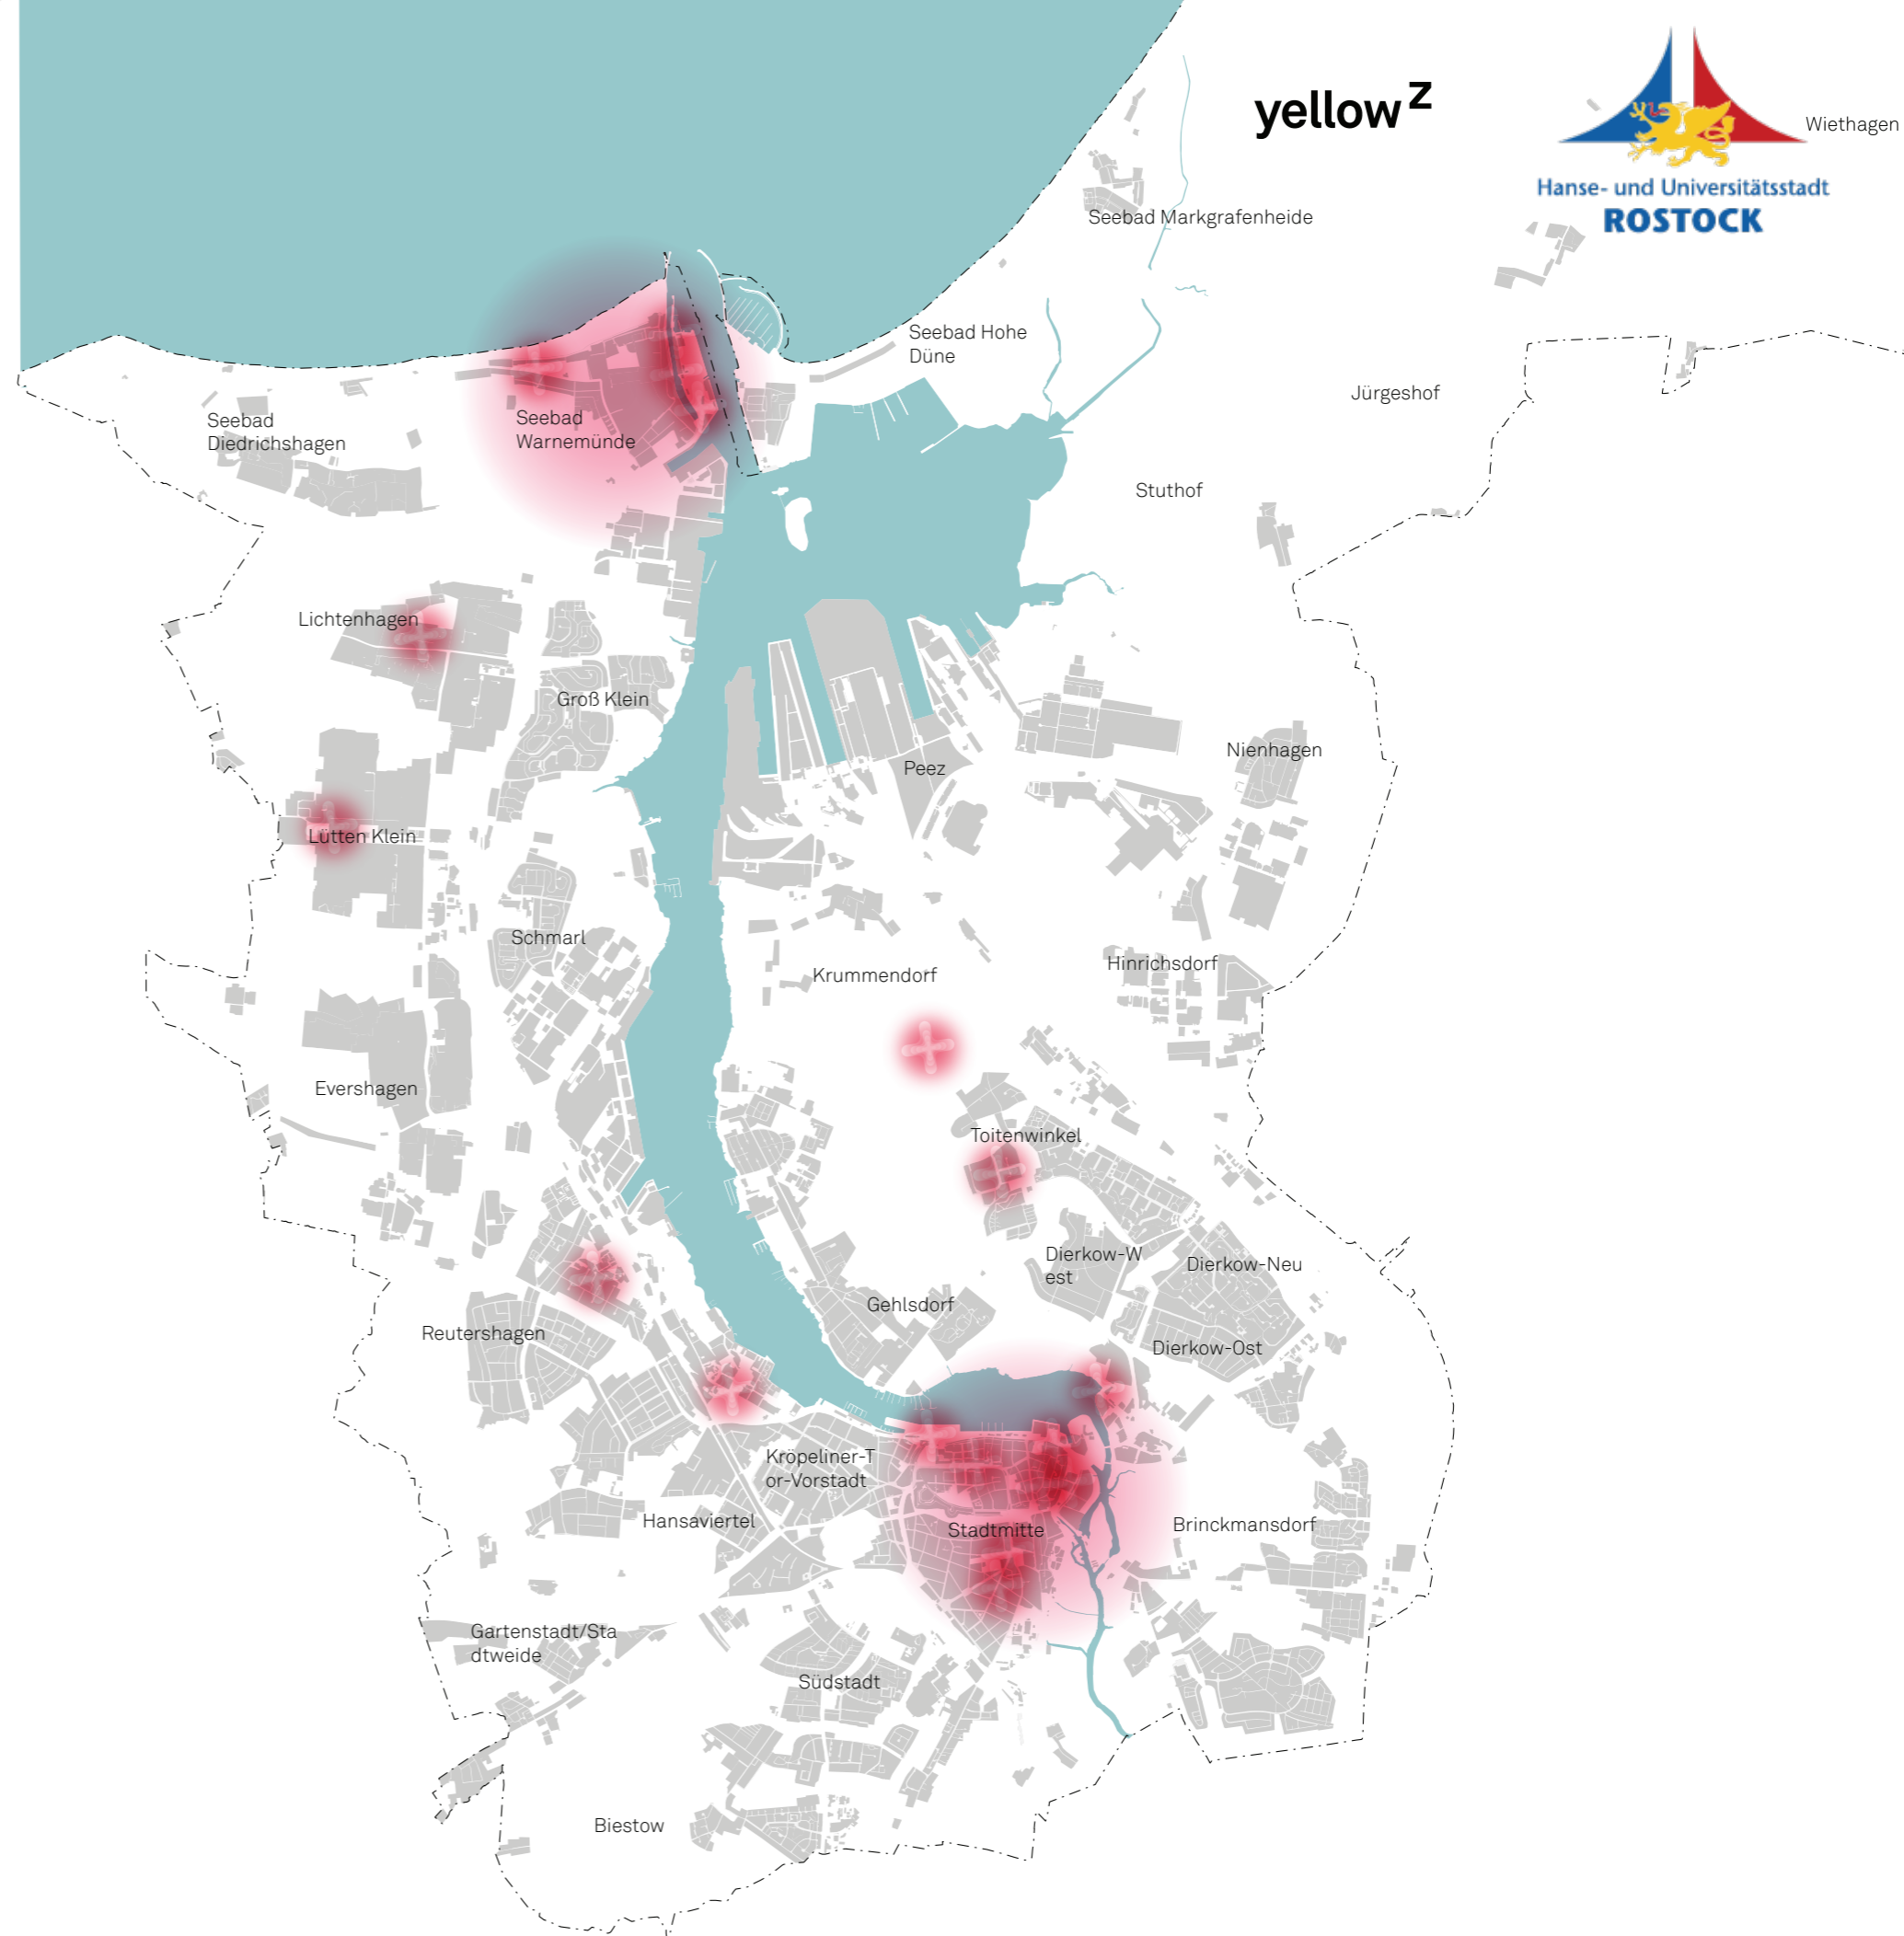 yellow z
Wiethagen
Hanse- und Universitätsstadt
ROSTOCK
Seebad Markgrafenheide
Seebad Hohe
Düne
Jürgeshof
Seebad
Diedrichshagen
Seebad
Warnemünde
Stuthof
Lichtenhagen
Groß Klein
Nienhagen
Peez
Lütten Klein
Schmarl
Hinrichsdorf
Krummendorf
Evershagen
Toitenwinkel
Dierkow-W
est
Dierkow-Neu
Gehlsdorf
Reutershagen
Dierkow-Ost
Kröpeliner-T
or-Vorstadt
Hansaviertel
Stadtmitte
Brinckmansdorf
Gartenstadt/Sta
dtweide
Südstadt
Biestow